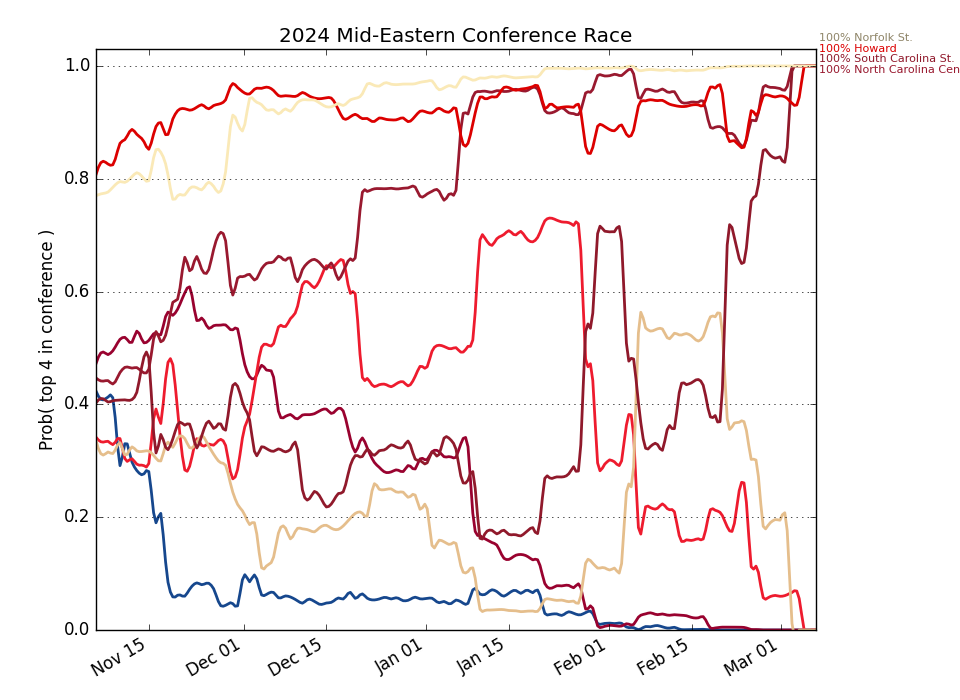 2024 Mid-Eastern Conference Race
100% Norfolk St.
100% Howard
100% South Carolina St.
100% North Carolina Cen
Prob( top 4 in conference )
1.0
0.8
0.6
0.4
0.2
0.0
Nov 15
Dec 01
Dec 15
Jan 01
Jan 15
Feb 01
Feb 15
Mar 01